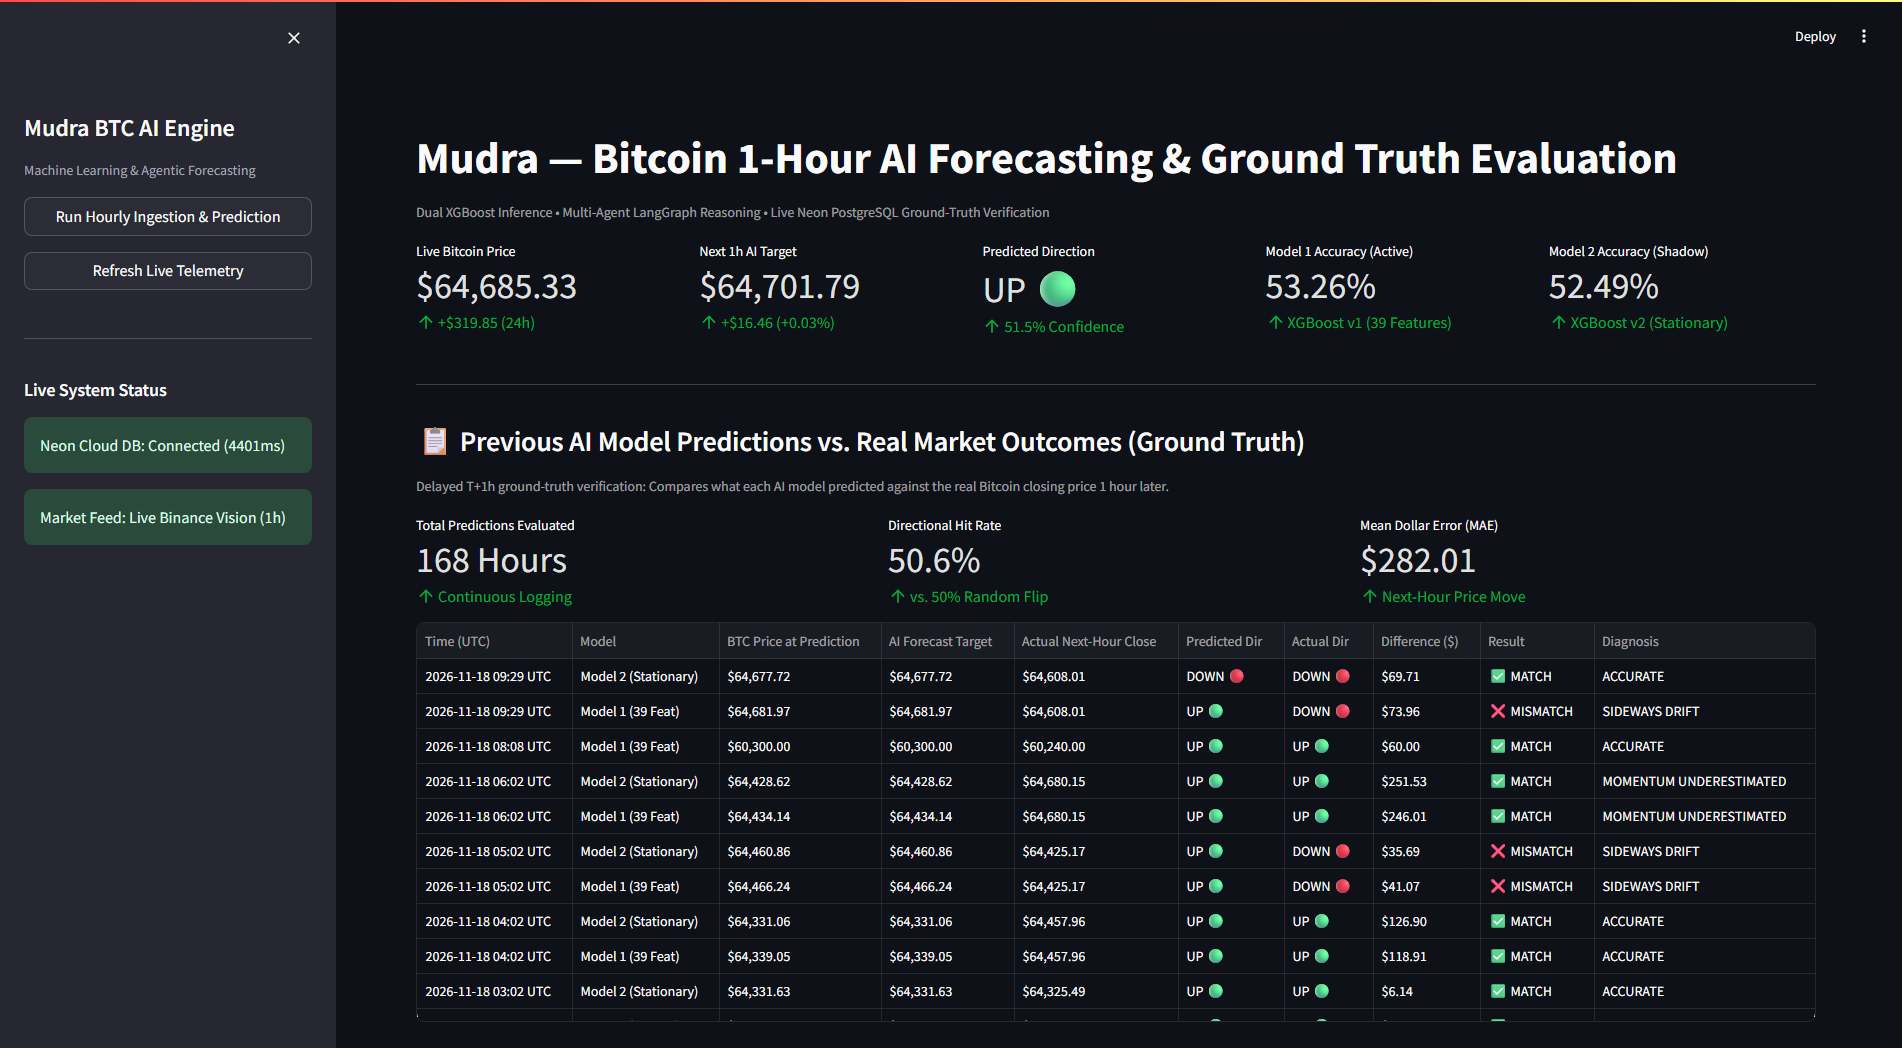 Deploy
Mudra BTC AI Engine
Machine Learning & Agentic Forecasting
Run Hourly Ingestion & Prediction
Refresh Live Telemetry
Live System Status
Neon Cloud DB: Connected (4401ms)
Market Feed: Live Binance Vision (1h)
Mudra — Bitcoin 1-Hour AI Forecasting & Ground Truth Evaluation
Dual XGBoost Inference • Multi-Agent LangGraph Reasoning • Live Neon PostgreSQL Ground-Truth Verification
Live Bitcoin Price Next 1h AI Target Predicted Direction Model 1 Accuracy (Active) Model 2 Accuracy (Shadow)
$64,685.33 $64,701.79 UP 53.26% 52.49%
+$319.85 (24h) +$16.46 (+0.03%) 51.5% Confidence XGBoost v1 (39 Features) XGBoost v2 (Stationary)
Previous AI Model Predictions vs. Real Market Outcomes (Ground Truth)
Delayed T+1h ground-truth verification: Compares what each AI model predicted against the real Bitcoin closing price 1 hour later.
Total Predictions Evaluated Directional Hit Rate Mean Dollar Error (MAE)
168 Hours 50.6% $282.01
Continuous Logging vs. 50% Random Flip Next-Hour Price Move
Time (UTC) Model BTC Price at Prediction AI Forecast Target Actual Next-Hour Close Predicted Dir Actual Dir Difference ($) Result Diagnosis
2026-11-18 09:29 UTC Model 2 (Stationary) $64,677.72 $64,677.72 $64,608.01 DOWN DOWN $69.71 MATCH ACCURATE
2026-11-18 09:29 UTC Model 1 (39 Feat) $64,681.97 $64,681.97 $64,608.01 UP DOWN $73.96 MISMATCH SIDEWAYS DRIFT
2026-11-18 08:08 UTC Model 1 (39 Feat) $60,300.00 $60,300.00 $60,240.00 UP UP $60.00 MATCH ACCURATE
2026-11-18 06:02 UTC Model 2 (Stationary) $64,428.62 $64,428.62 $64,680.15 UP UP $251.53 MATCH MOMENTUM UNDERESTIMATED
2026-11-18 06:02 UTC Model 1 (39 Feat) $64,434.14 $64,434.14 $64,680.15 UP UP $246.01 MATCH MOMENTUM UNDERESTIMATED
2026-11-18 05:02 UTC Model 2 (Stationary) $64,460.86 $64,460.86 $64,425.17 UP DOWN $35.69 MISMATCH SIDEWAYS DRIFT
2026-11-18 05:02 UTC Model 1 (39 Feat) $64,466.24 $64,466.24 $64,425.17 UP DOWN $41.07 MISMATCH SIDEWAYS DRIFT
2026-11-18 04:02 UTC Model 2 (Stationary) $64,331.06 $64,331.06 $64,457.96 UP UP $126.90 MATCH ACCURATE
2026-11-18 04:02 UTC Model 1 (39 Feat) $64,339.05 $64,339.05 $64,457.96 UP UP $118.91 MATCH ACCURATE
2026-11-18 03:02 UTC Model 2 (Stationary) $64,331.63 $64,331.63 $64,325.49 UP UP $6.14 MATCH ACCURATE